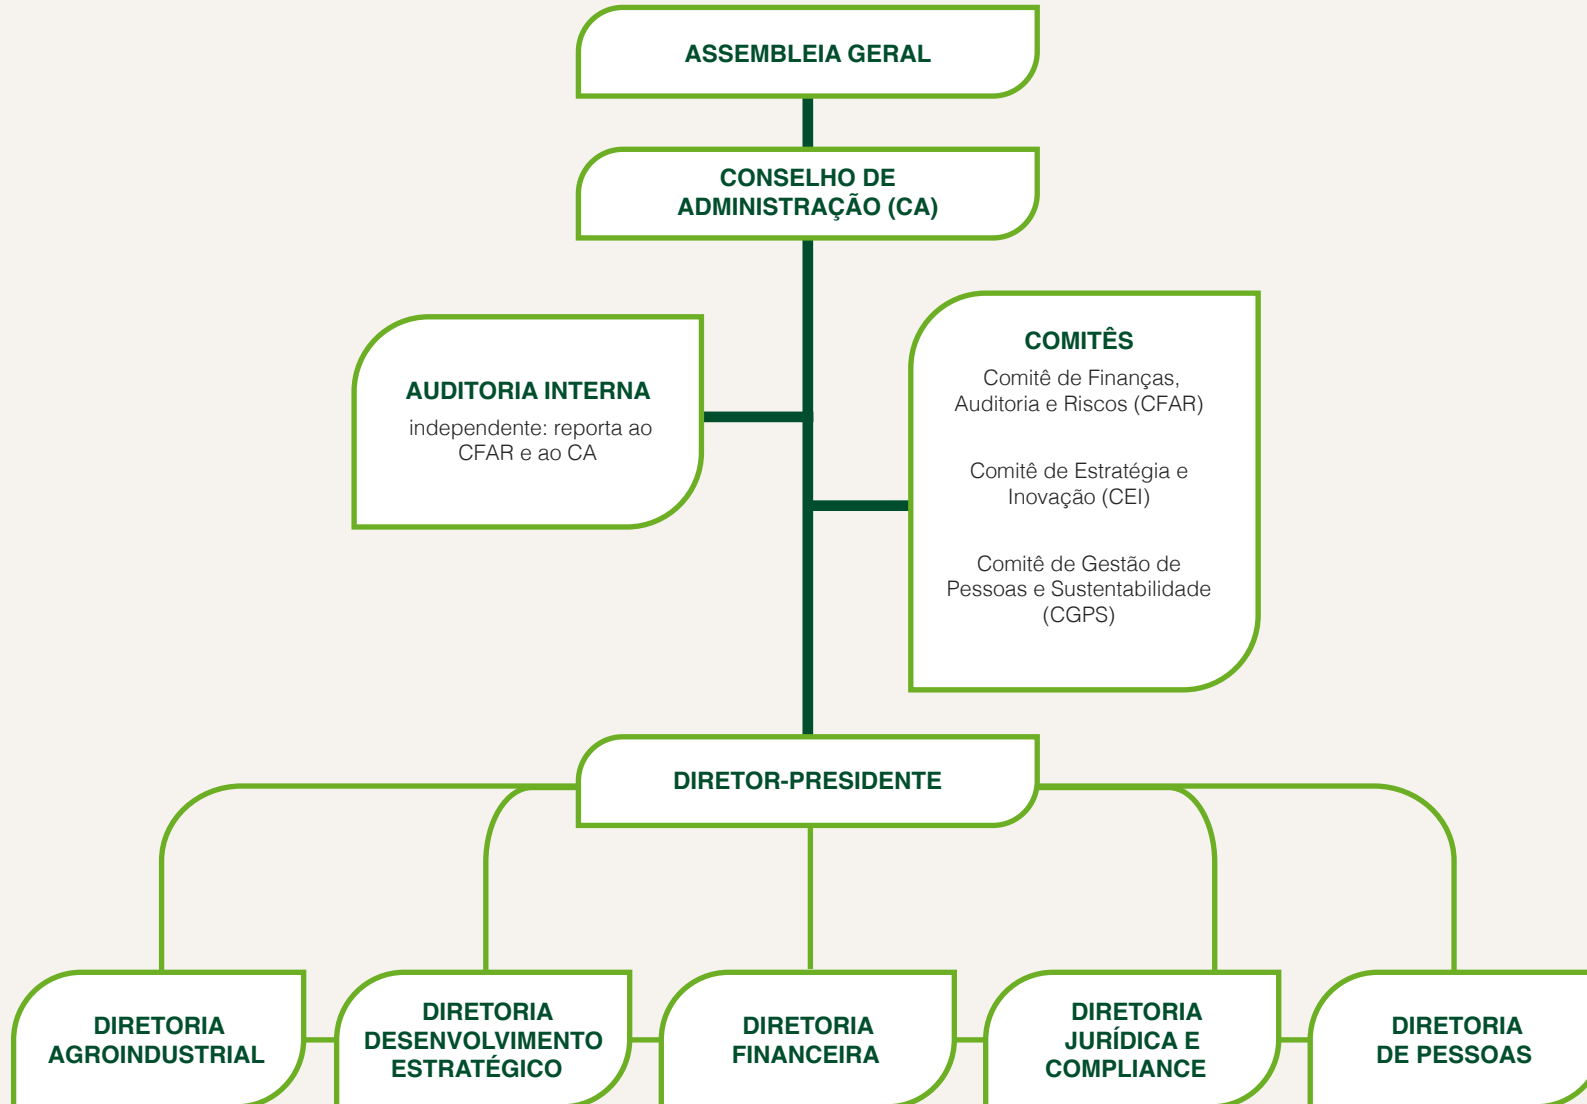 ASSEMBLEIA GERAL
CONSELHO DE
ADMINISTRAÇÃO (CA)
AUDITORIA INTERNA
independente: reporta ao
CFAR e ao CA
COMITÊS
Comitê de Finanças,
Auditoria e Riscos (CFAR)
Comitê de Estratégia e
Inovação (CEI)
Comitê de Gestão de
Pessoas e Sustentabilidade
(CGPS)
DIRETOR-PRESIDENTE
DIRETORIA
AGROINDUSTRIAL
DIRETORIA
DESENVOLVIMENTO
ESTRATÉGICO
DIRETORIA
FINANCEIRA
DIRETORIA
JURÍDICA E
COMPLIANCE
DIRETORIA
DE PESSOAS